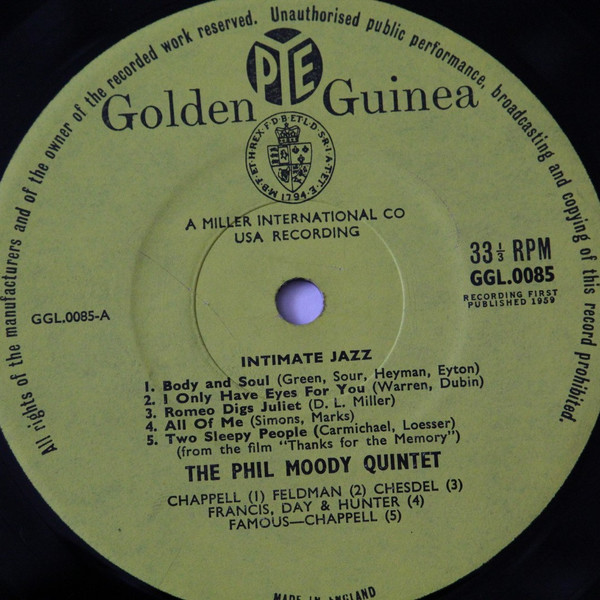 All rights of the manufacturers and of the owner of the recorded work reserved. Unauthorised public performance, broadcasting and copying of this record prohibited.
PYE
Golden Guinea
M·B·F·ET·H·REX·F·D·B·ET·L·D·S·R·I·A·T·ET·E·
1794
A MILLER INTERNATIONAL CO
USA RECORDING
33⅓ RPM
GGL.0085
RECORDING FIRST
PUBLISHED 1959
GGL.0085-A
INTIMATE JAZZ
1. Body and Soul (Green, Sour, Heyman, Eyton)
2. I Only Have Eyes For You (Warren, Dubin)
3. Romeo Digs Juliet (D. L. Miller)
4. All Of Me (Simons, Marks)
5. Two Sleepy People (Carmichael, Loesser)
(from the film "Thanks for the Memory")
THE PHIL MOODY QUINTET
CHAPPELL (1) FELDMAN (2) CHESDEL (3)
FRANCIS, DAY & HUNTER (4)
FAMOUS—CHAPPELL (5)
MADE IN ENGLAND